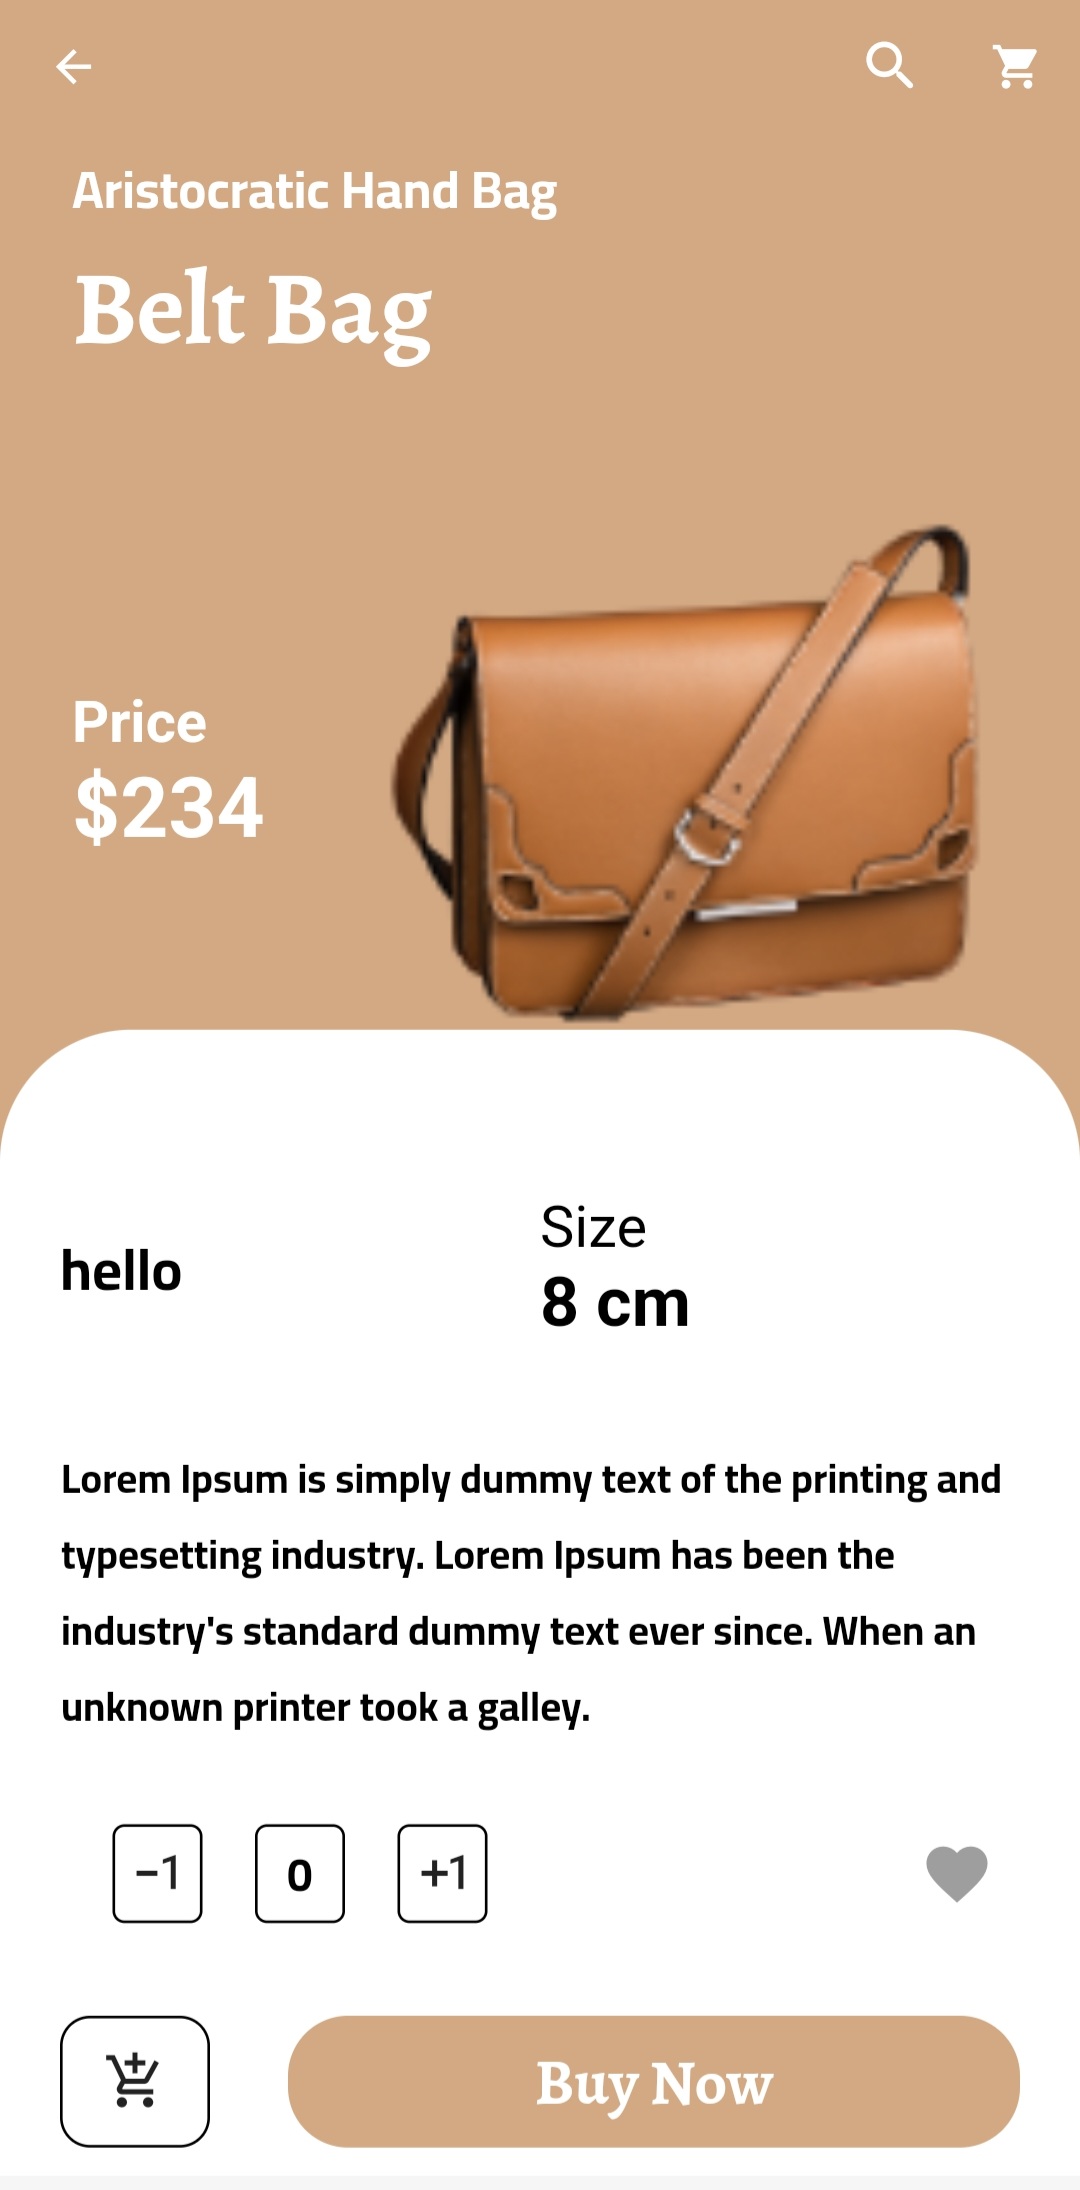 Aristocratic Hand Bag
Belt Bag
Price
$234
hello
Size
8 cm
Lorem Ipsum is simply dummy text of the printing and
typesetting industry. Lorem Ipsum has been the
industry's standard dummy text ever since. When an
unknown printer took a galley.
−1 0 +1
Buy Now